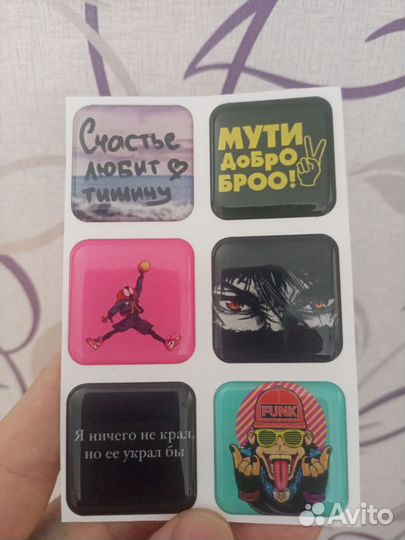 Счастье
любит
тишину
МУТИ
ДОБРО
БРОО!
Я ничего не крал,
но ее украл бы
FUNK
Avito